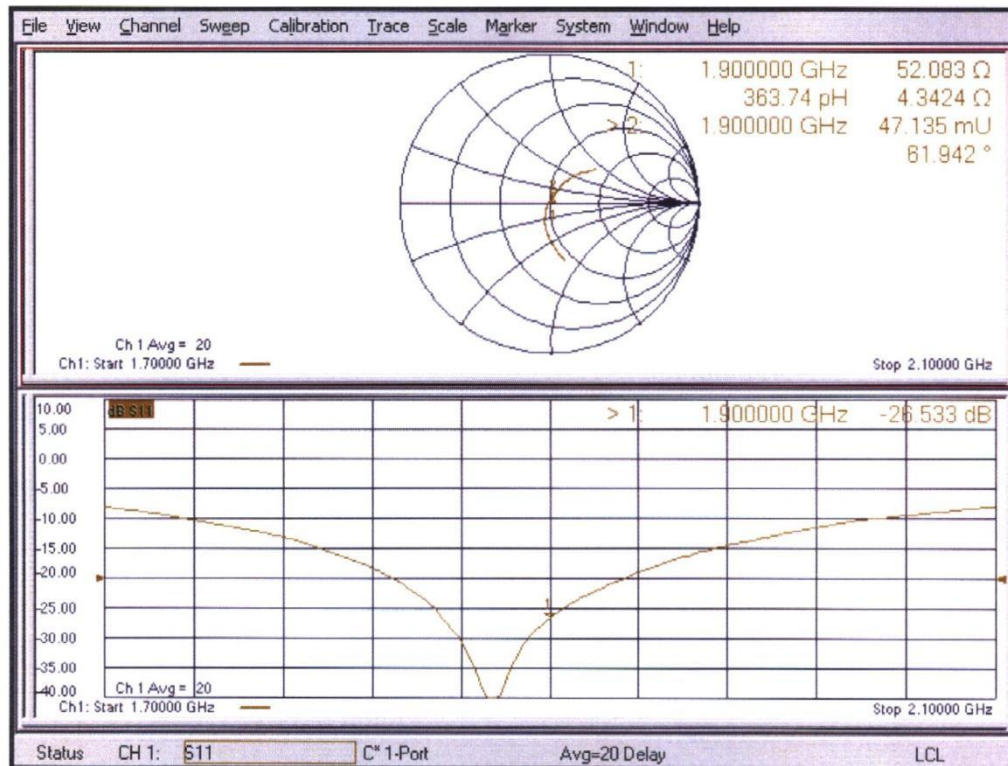 File View Channel Sweep Calibration Trace Scale Marker System Window Help
1: 1.900000 GHz 52.083 Ω
363.74 pH 4.3424 Ω
> 2: 1.900000 GHz 47.135 mU
61.942 °
Ch 1 Avg = 20
Ch1: Start 1.70000 GHz Stop 2.10000 GHz
10.00 dB S11 > 1: 1.900000 GHz -26.533 dB
5.00
0.00
-5.00
-10.00
-15.00
-20.00
-25.00
1
-30.00
-35.00
-40.00 Ch 1 Avg = 20
Ch1: Start 1.70000 GHz Stop 2.10000 GHz
Status CH 1: S11 C* 1-Port Avg=20 Delay LCL